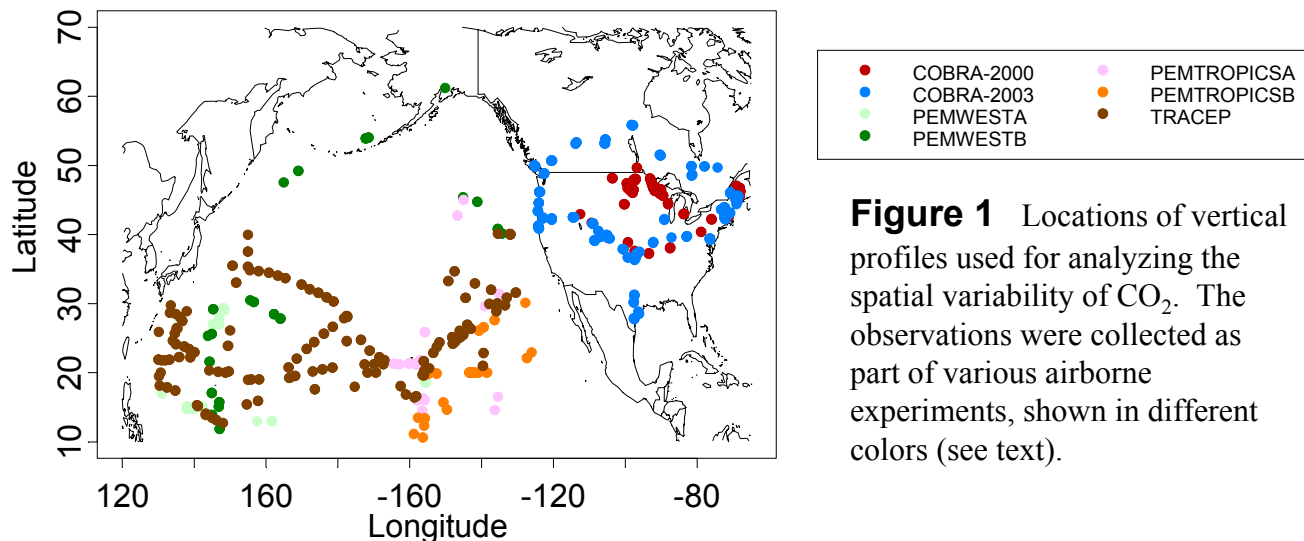 70
60
50
40
30
20
10
Latitude
120
160
-160
-120
-80
Longitude
COBRA-2000
COBRA-2003
PEMWESTA
PEMWESTB
PEMTROPICSA
PEMTROPICSB
TRACEP
Figure 1 Locations of vertical
profiles used for analyzing the
spatial variability of CO₂. The
observations were collected as
part of various airborne
experiments, shown in different
colors (see text).